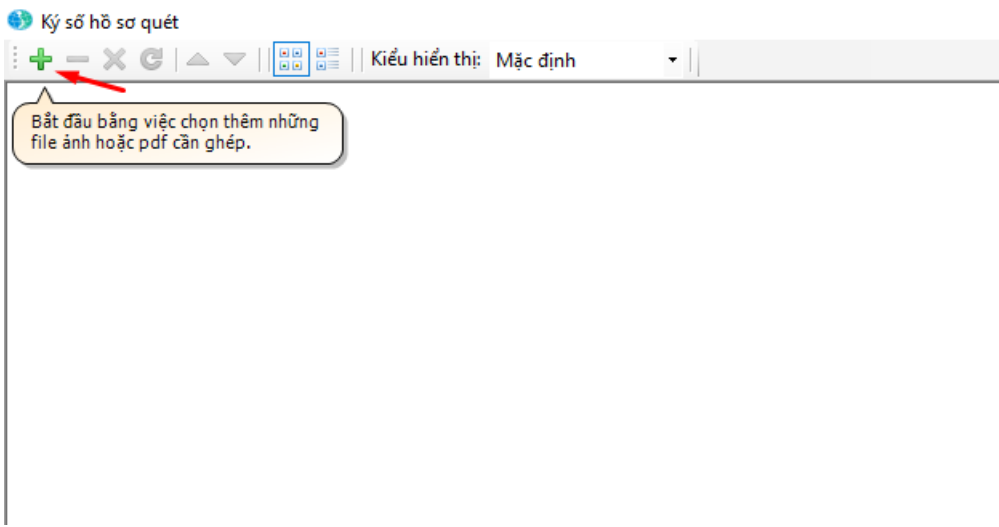 Ký số hồ sơ quét
Kiểu hiển thị: Mặc định
Bắt đầu bằng việc chọn thêm những
file ảnh hoặc pdf cần ghép.